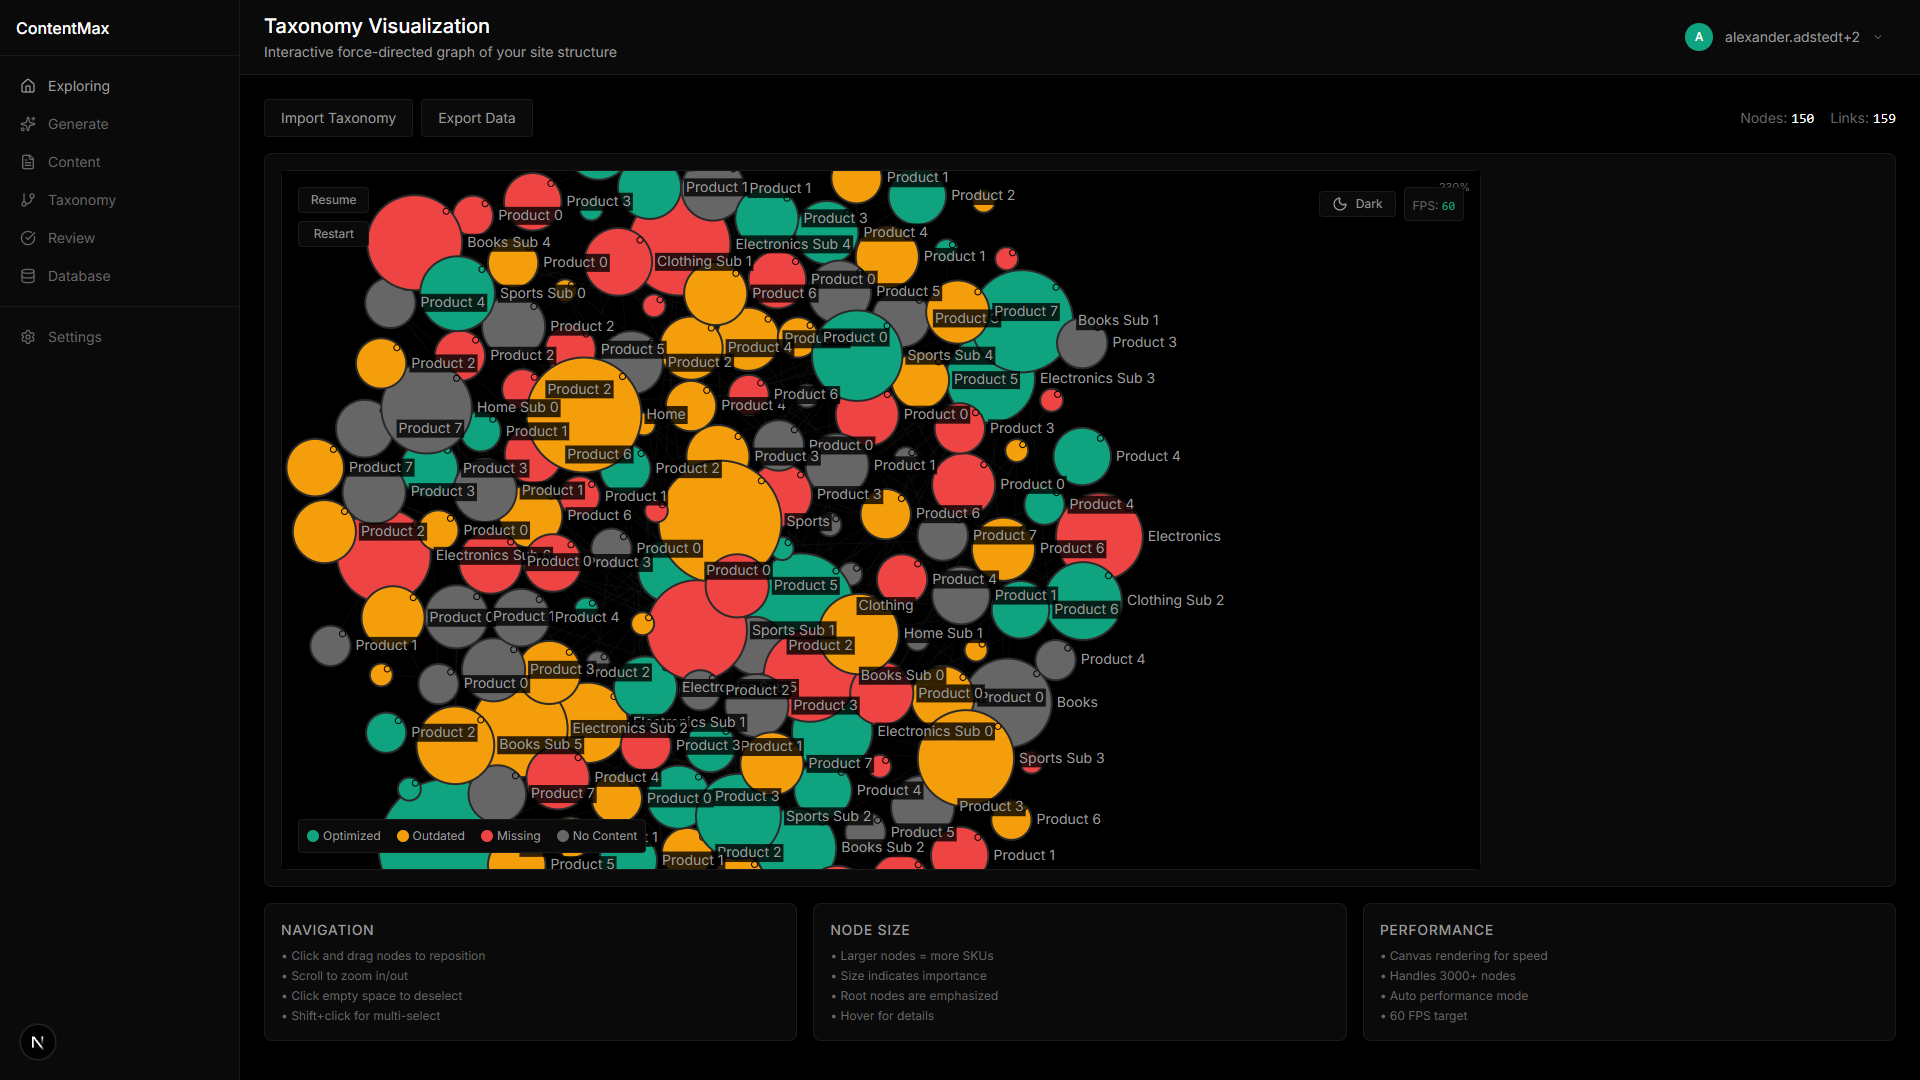 ContentMax
Exploring
Generate
Content
Taxonomy
Review
Database
Settings
Taxonomy Visualization
Interactive force-directed graph of your site structure
A
alexander.adstedt+2
Import Taxonomy
Export Data
Nodes: 150 Links: 159
Resume
Restart
Dark
230%
FPS: 60
Product 1
Product 1
Product 1
Product 2
Product 3
Product 0
Product 3
Product 4
Books Sub 4
Electronics Sub 4
Product 0
Clothing Sub 1
Product 1
Product 0
Sports Sub 0
Product 6
Product 5
Product 4
Product 7
Product 2
Product 0
Books Sub 1
Product 3
Product 5
Product 4
Product 2
Product 2
Product 2
Sports Sub 4
Product 5
Electronics Sub 3
Product 2
Product 6
Product 4
Home Sub 0
Home
Product 0
Product 7
Product 1
Product 3
Product 0
Product 6
Product 3
Product 4
Product 7
Product 3
Product 2
Product 1
Product 3
Product 1
Product 1
Product 3
Product 0
Product 4
Product 6
Product 6
Sports
Product 2
Product 0
Product 7
Electronics
Product 0
Product 6
Electronics Sub
Product 0
Product 3
Product 0
Product 5
Product 4
Product 1
Clothing Sub 2
Clothing
Product 6
Product 4
Product 1
Sports Sub 1
Home Sub 1
Product 2
Product 4
Product 3
Books Sub 0
Product 0
Product 2
Product 0
Product 0
Books
Product 3
Electronics Sub 1
Electronics Sub 2
Product 2
Electronics Sub 0
Books Sub 5
Product 3
Product 1
Sports Sub 3
Product 7
Product 4
Product 7
Product 4
Product 0
Product 3
Product 3
Sports Sub 2
Product 6
Product 5
Books Sub 2
Product 2
Product 1
Product 1
Product 5
Optimized
Outdated
Missing
No Content
NAVIGATION
• Click and drag nodes to reposition
• Scroll to zoom in/out
• Click empty space to deselect
• Shift+click for multi-select
NODE SIZE
• Larger nodes = more SKUs
• Size indicates importance
• Root nodes are emphasized
• Hover for details
PERFORMANCE
• Canvas rendering for speed
• Handles 3000+ nodes
• Auto performance mode
• 60 FPS target
N